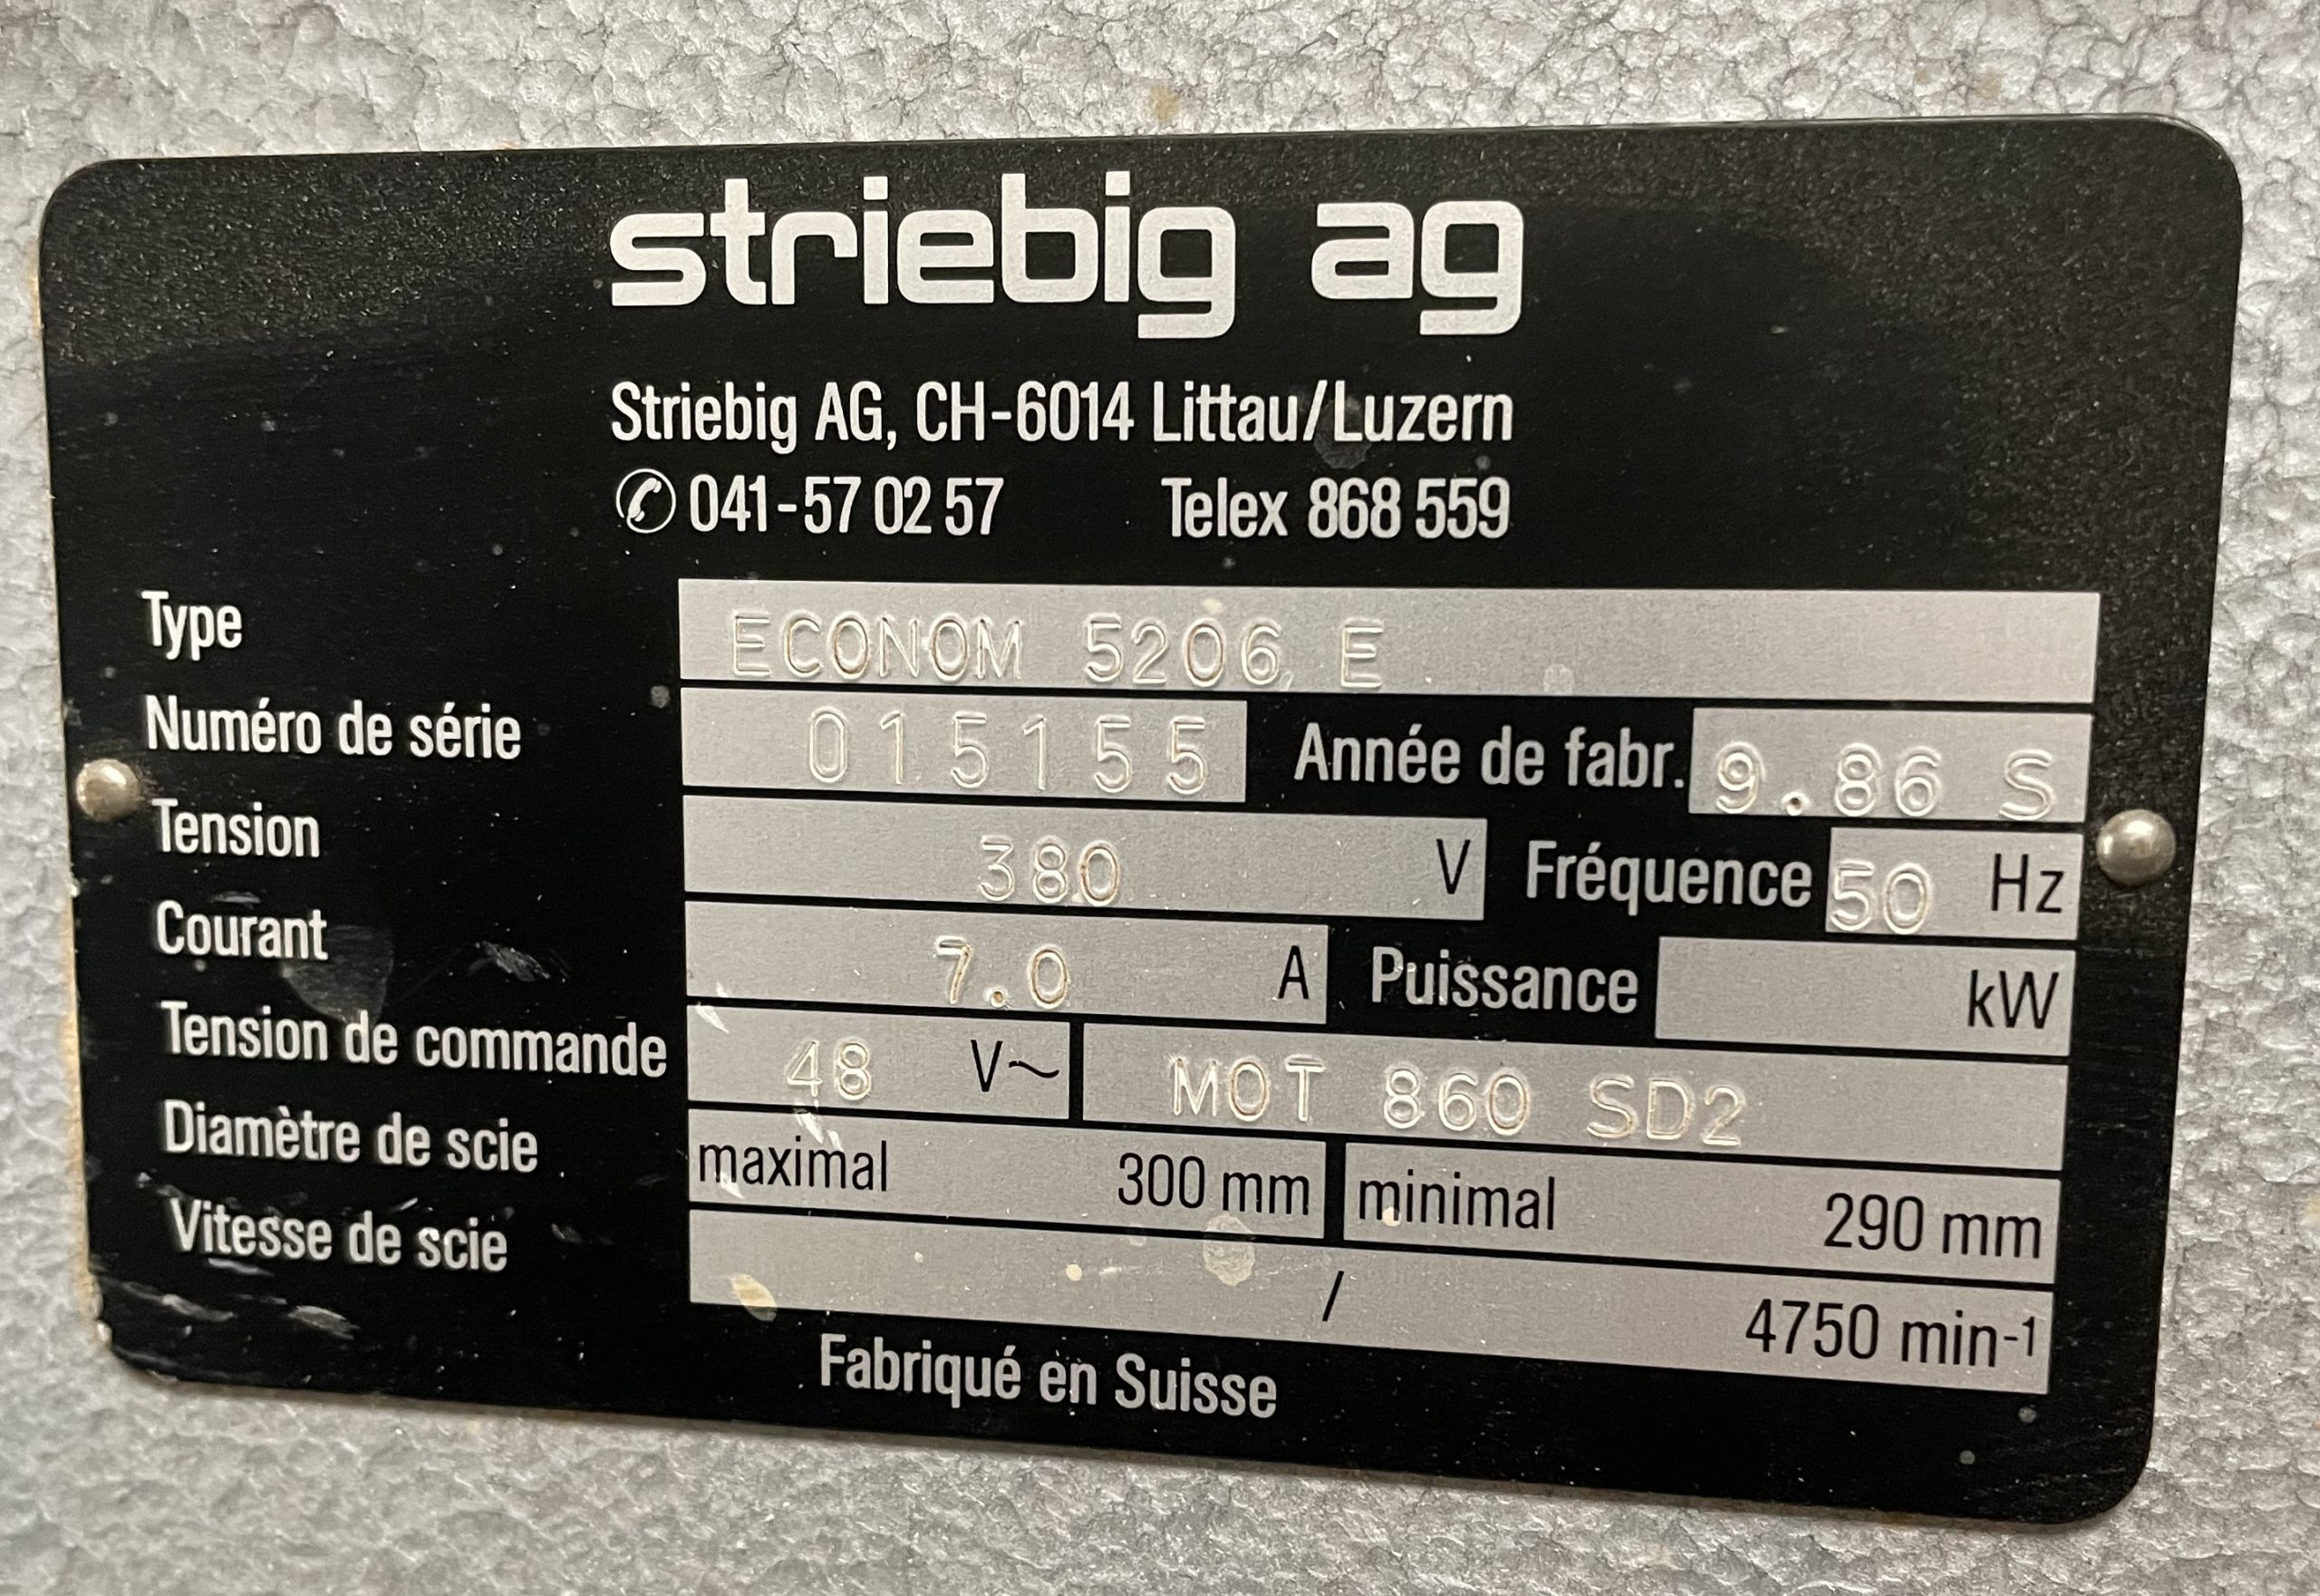 striebig ag
Striebig AG, CH-6014 Littau/Luzern
✆ 041-57 02 57 Telex 868 559
Type ECONOM 5206 E
Numéro de série 015155 Année de fabr. 9.86 S
Tension 380 V Fréquence 50 Hz
Courant 7.0 A Puissance kW
Tension de commande 48 V~ MOT 860 SD2
Diamètre de scie maximal 300 mm minimal 290 mm
Vitesse de scie / 4750 min-1
Fabriqué en Suisse